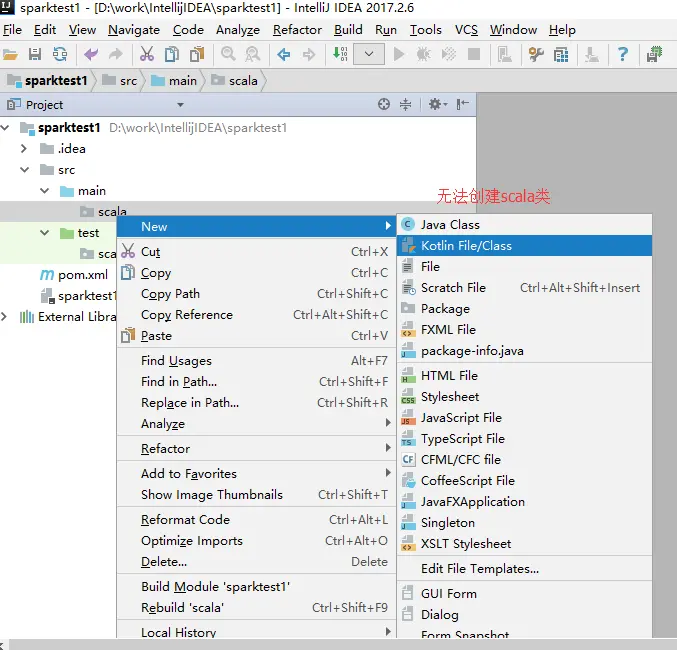 sparktest1 - [D:\work\IntellijIDEA\sparktest1] - IntelliJ IDEA 2017.2.6
File Edit View Navigate Code Analyze Refactor Build Run Tools VCS Window Help
sparktest1 src main scala
Project
sparktest1 D:\work\IntellijIDEA\sparktest1
.idea
src
main
scala
test
sca
pom.xml
sparktest1
External Libra
无法创建scala类
New
Cut Ctrl+X
Copy Ctrl+C
Copy Path Ctrl+Shift+C
Copy Reference Ctrl+Alt+Shift+C
Paste Ctrl+V
Find Usages Alt+F7
Find in Path... Ctrl+Shift+F
Replace in Path... Ctrl+Shift+R
Analyze
Refactor
Add to Favorites
Show Image Thumbnails Ctrl+Shift+T
Reformat Code Ctrl+Alt+L
Optimize Imports Ctrl+Alt+O
Delete... Delete
Build Module 'sparktest1'
Rebuild 'scala' Ctrl+Shift+F9
Local History
Java Class
Kotlin File/Class
File
Scratch File Ctrl+Alt+Shift+Insert
Package
FXML File
package-info.java
HTML File
Stylesheet
JavaScript File
TypeScript File
CFML/CFC file
CoffeeScript File
JavaFXApplication
Singleton
XSLT Stylesheet
Edit File Templates...
GUI Form
Dialog
Form Snapshot